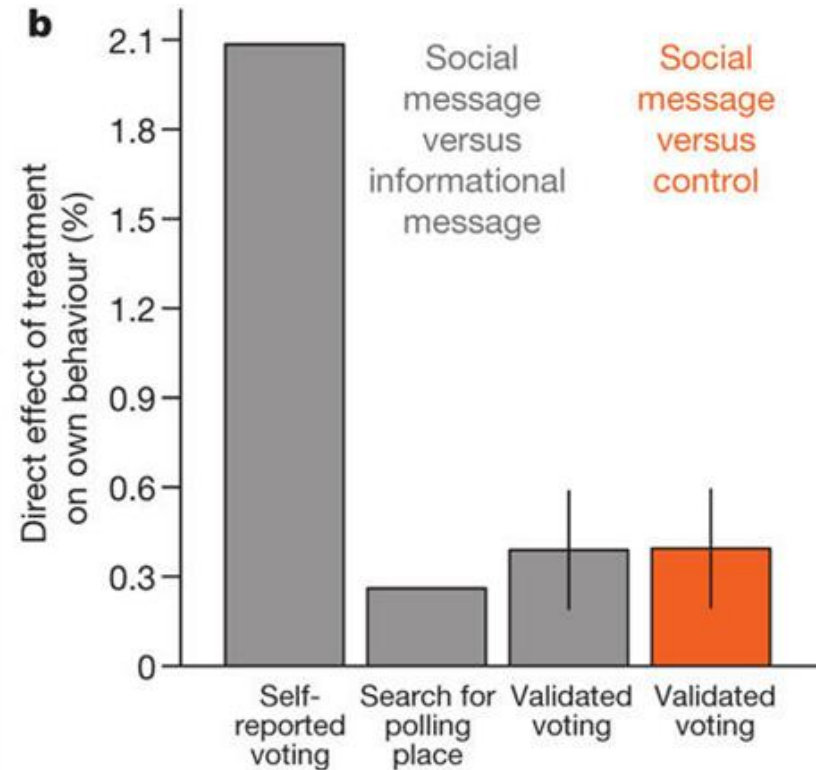 b
Direct effect of treatment
on own behaviour (%)
2.1
1.8
1.5
1.2
0.9
0.6
0.3
0
Social
message
versus
informational
message
Social
message
versus
control
Self-
reported
voting
Search for
polling
place
Validated
voting
Validated
voting